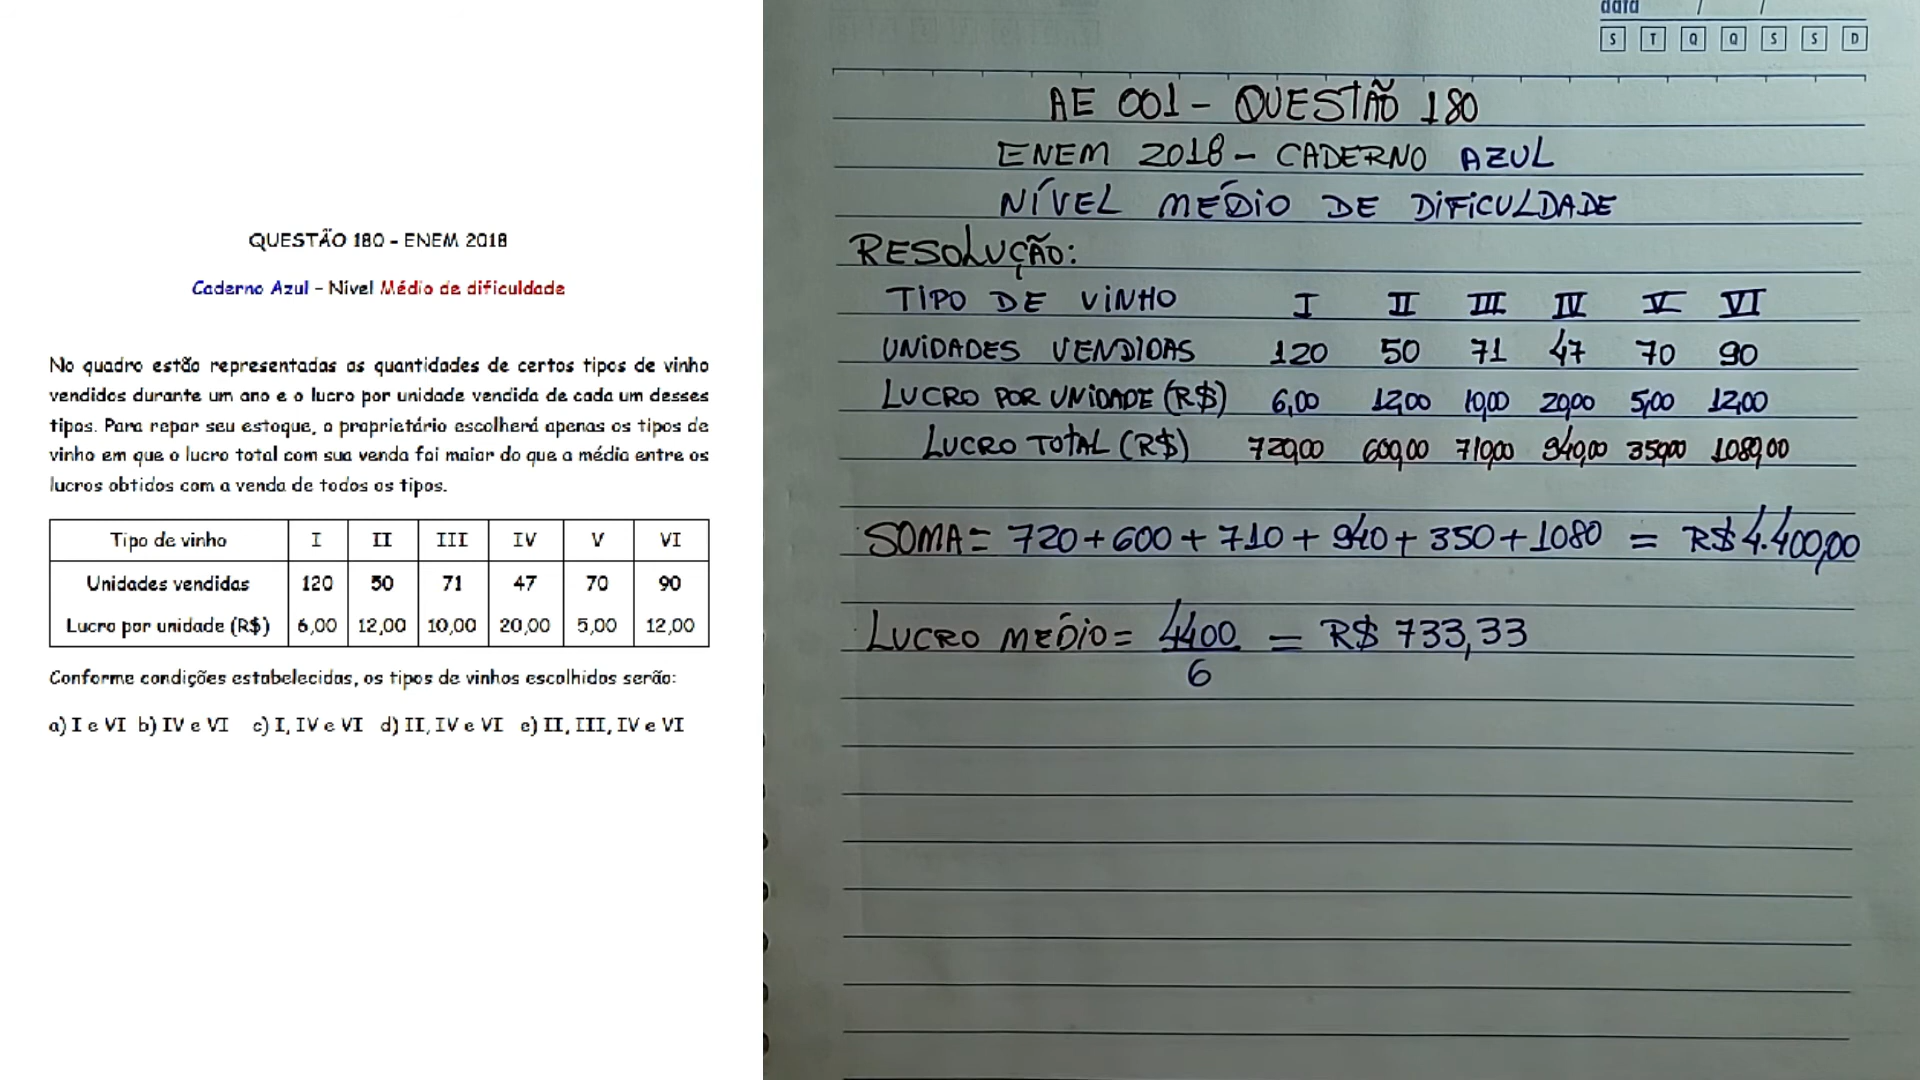 QUESTÃO 180 - ENEM 2018
Caderno Azul - Nível Médio de dificuldade
No quadro estão representadas as quantidades de certos tipos de vinho
vendidos durante um ano e o lucro por unidade vendida de cada um desses
tipos. Para repor seu estoque, o proprietário escolherá apenas os tipos de
vinho em que o lucro total com sua venda foi maior do que a média entre os
lucros obtidos com a venda de todos os tipos.
Tipo de vinho I II III IV V VI
Unidades vendidas 120 50 71 47 70 90
Lucro por unidade (R$) 6,00 12,00 10,00 20,00 5,00 12,00
Conforme condições estabelecidas, os tipos de vinhos escolhidos serão:
a) I e VI b) IV e VI c) I, IV e VI d) II, IV e VI e) II, III, IV e VI
data / /
S T Q Q S S D
AE 001 - QUESTÃO 180
ENEM 2018 - CADERNO AZUL
NÍVEL MÉDIO DE DIFICULDADE
RESOLUÇÃO:
TIPO DE VINHO I II III IV V VI
UNIDADES VENDIDAS 120 50 71 47 70 90
LUCRO POR UNIDADE (R$) 6,00 12,00 10,00 20,00 5,00 12,00
LUCRO TOTAL (R$) 720,00 600,00 710,00 940,00 350,00 1080,00
SOMA = 720 + 600 + 710 + 940 + 350 + 1080 = R$ 4.400,00
LUCRO MÉDIO = 4400 = R$ 733,33
6